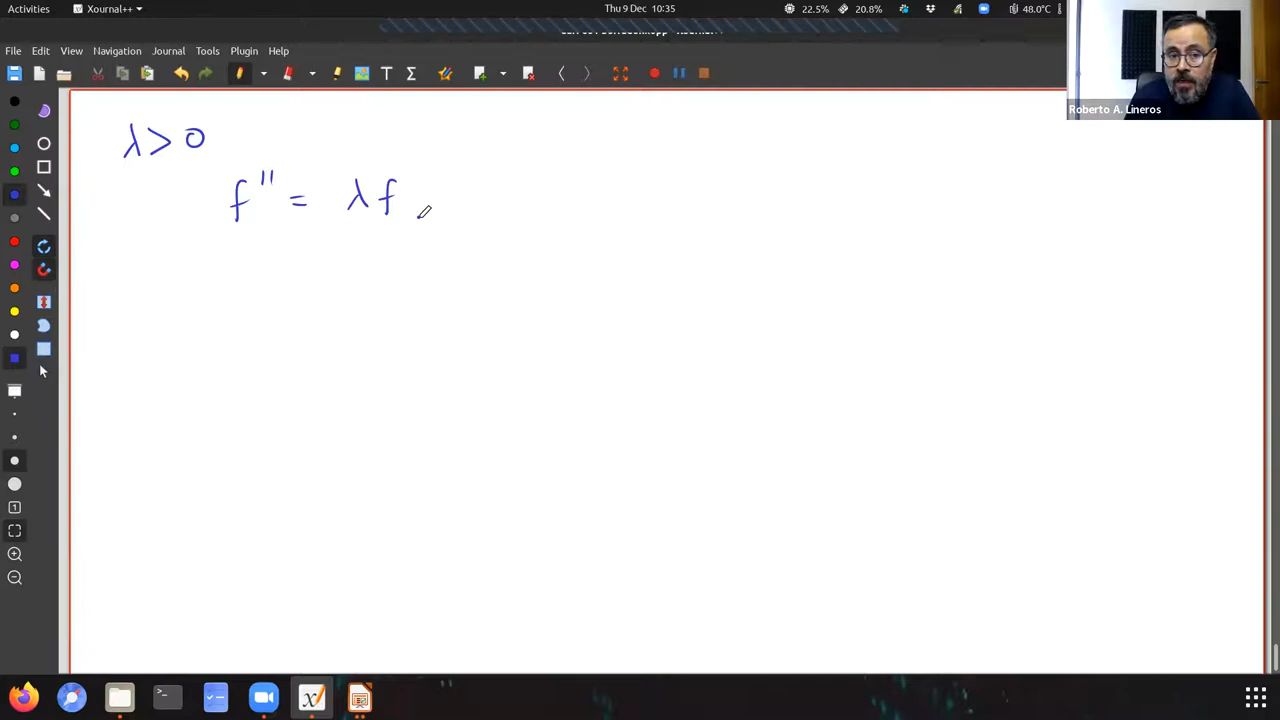 Activities
Xournal++
Thu 9 Dec 10:35
22.5%
20.8%
48.0°C
File Edit View Navigation Journal Tools Plugin Help
Roberto A. Lineros
λ > 0
f'' = λf